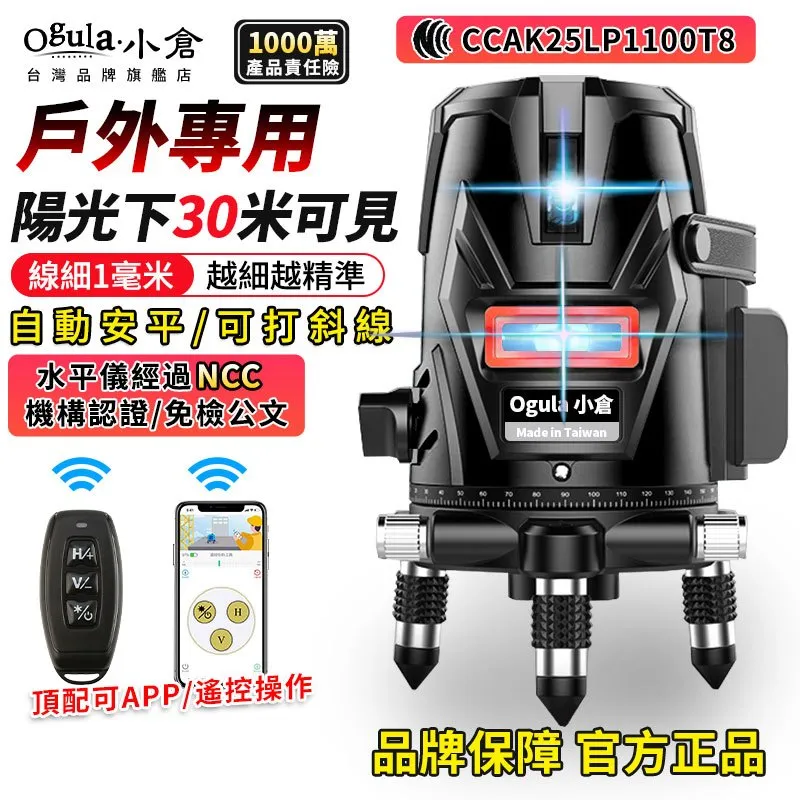 Ogula·小倉
台灣品牌旗艦店
1000萬
產品責任險
CCAK25LP1100T8
戶外專用
陽光下30米可見
線細1毫米 越細越精準
自動安平/可打斜線
水平儀經過NCC
機構認證/免檢公文
Ogula 小倉
Made in Taiwan
H/+
V/-
H
V
頂配可APP/遙控操作
品牌保障 官方正品